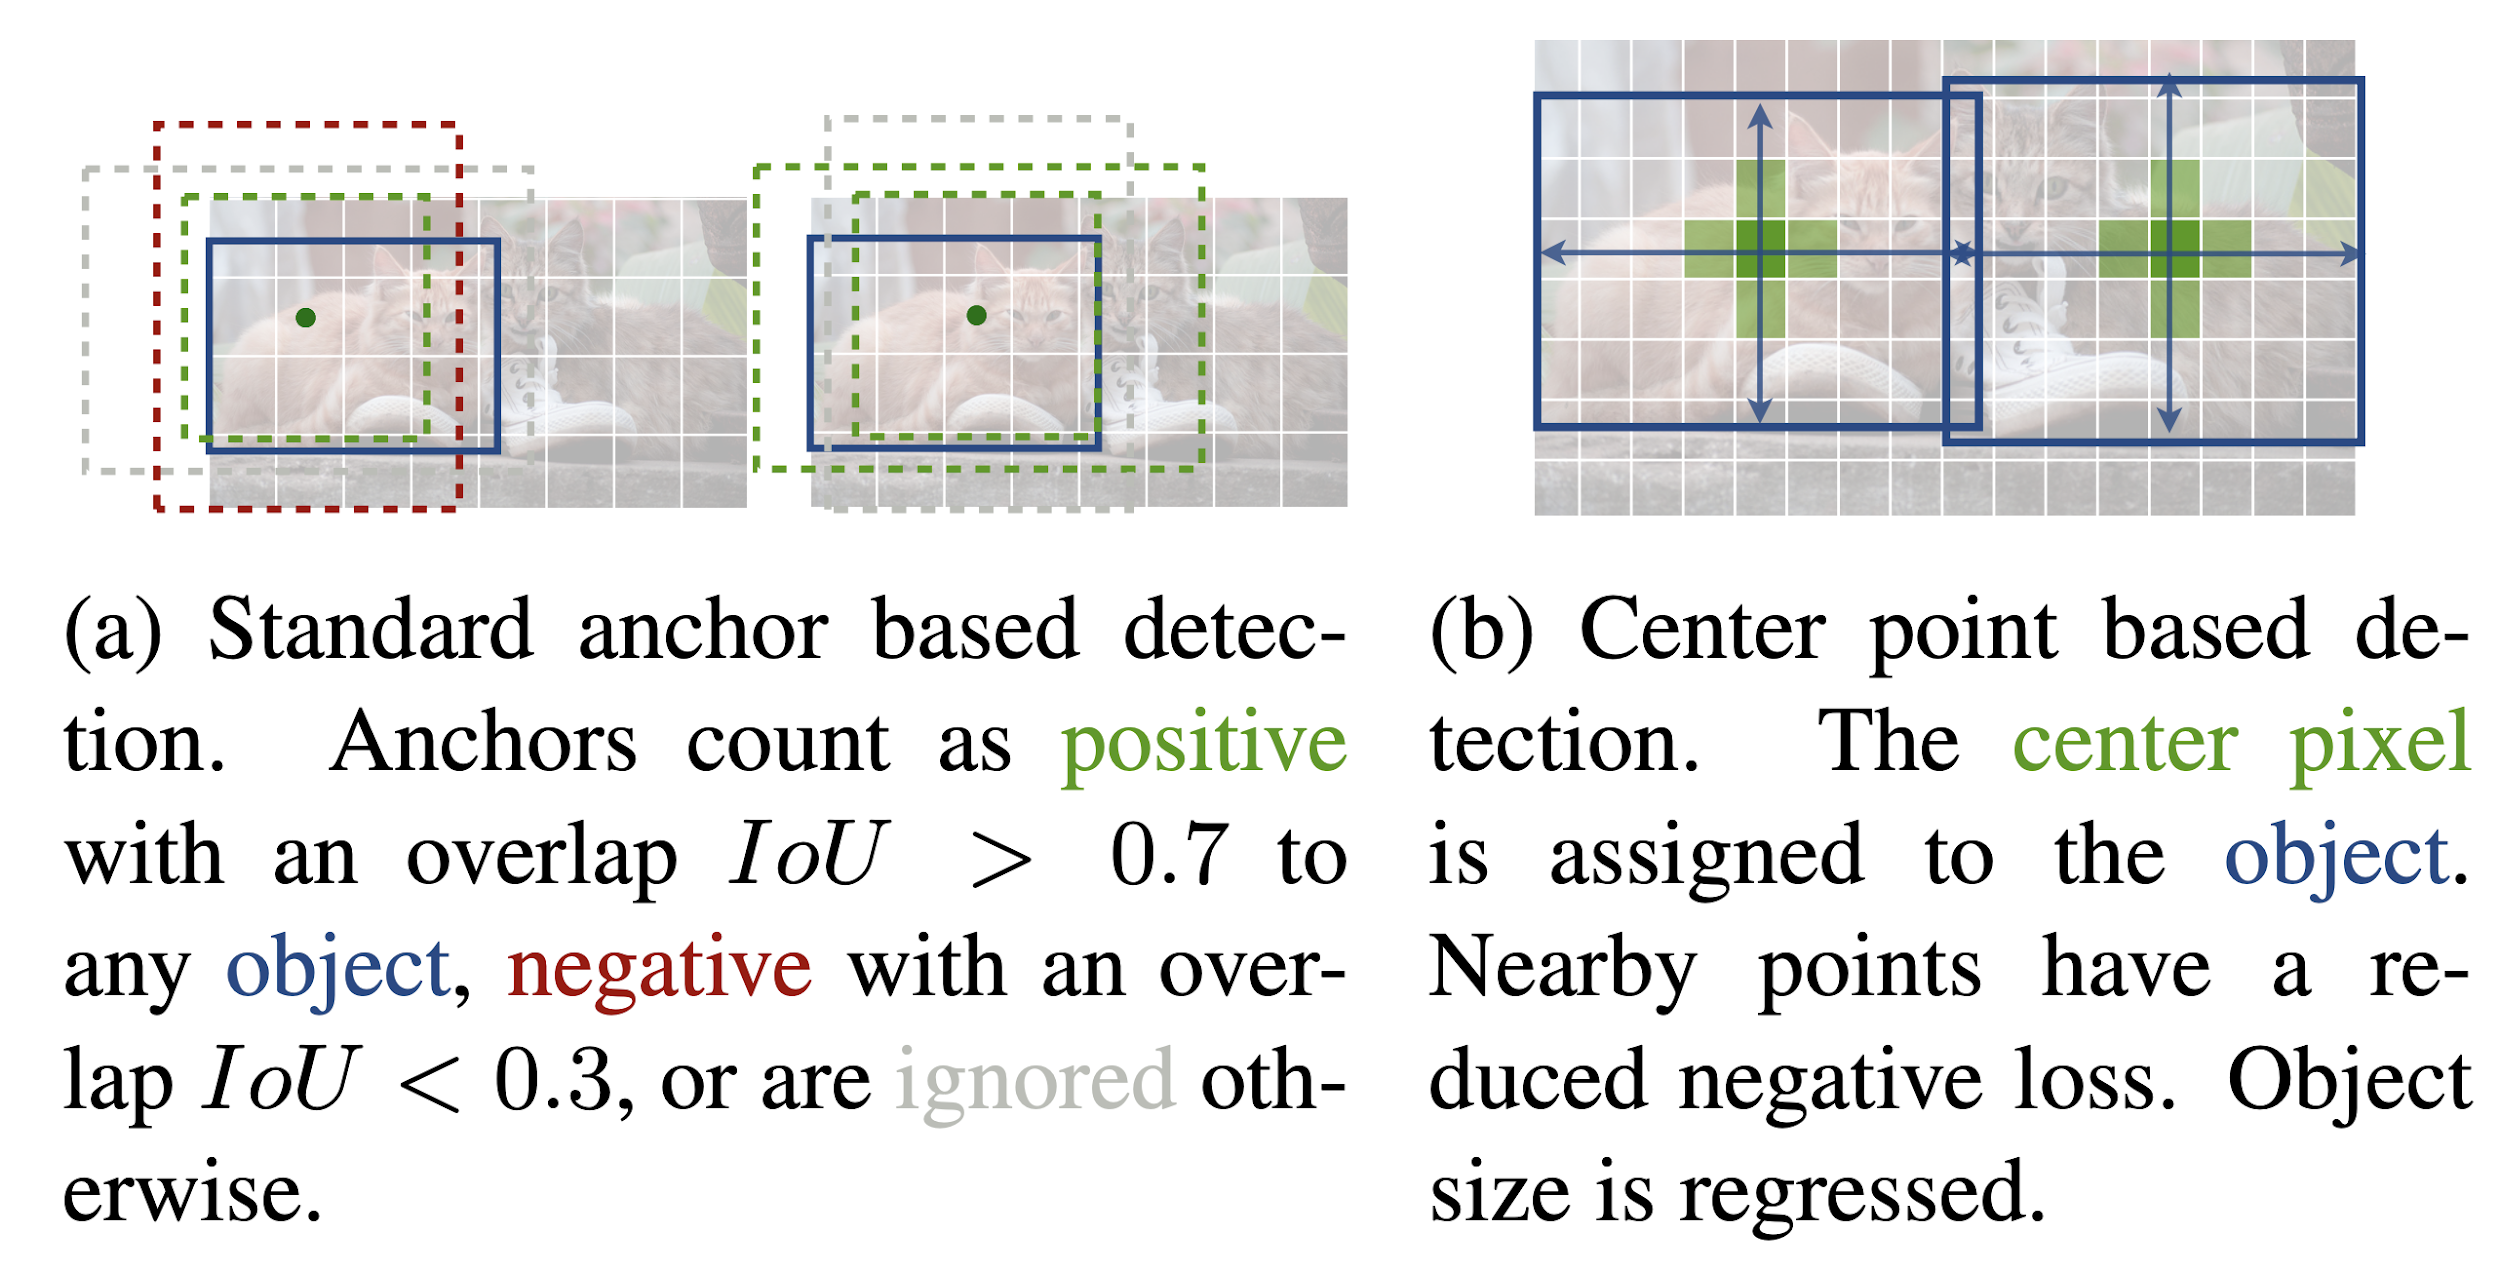 (a) Standard anchor based detec-
tion. Anchors count as positive
with an overlap IoU > 0.7 to
any object, negative with an over-
lap IoU < 0.3, or are ignored oth-
erwise.
(b) Center point based de-
tection. The center pixel
is assigned to the object.
Nearby points have a re-
duced negative loss. Object
size is regressed.